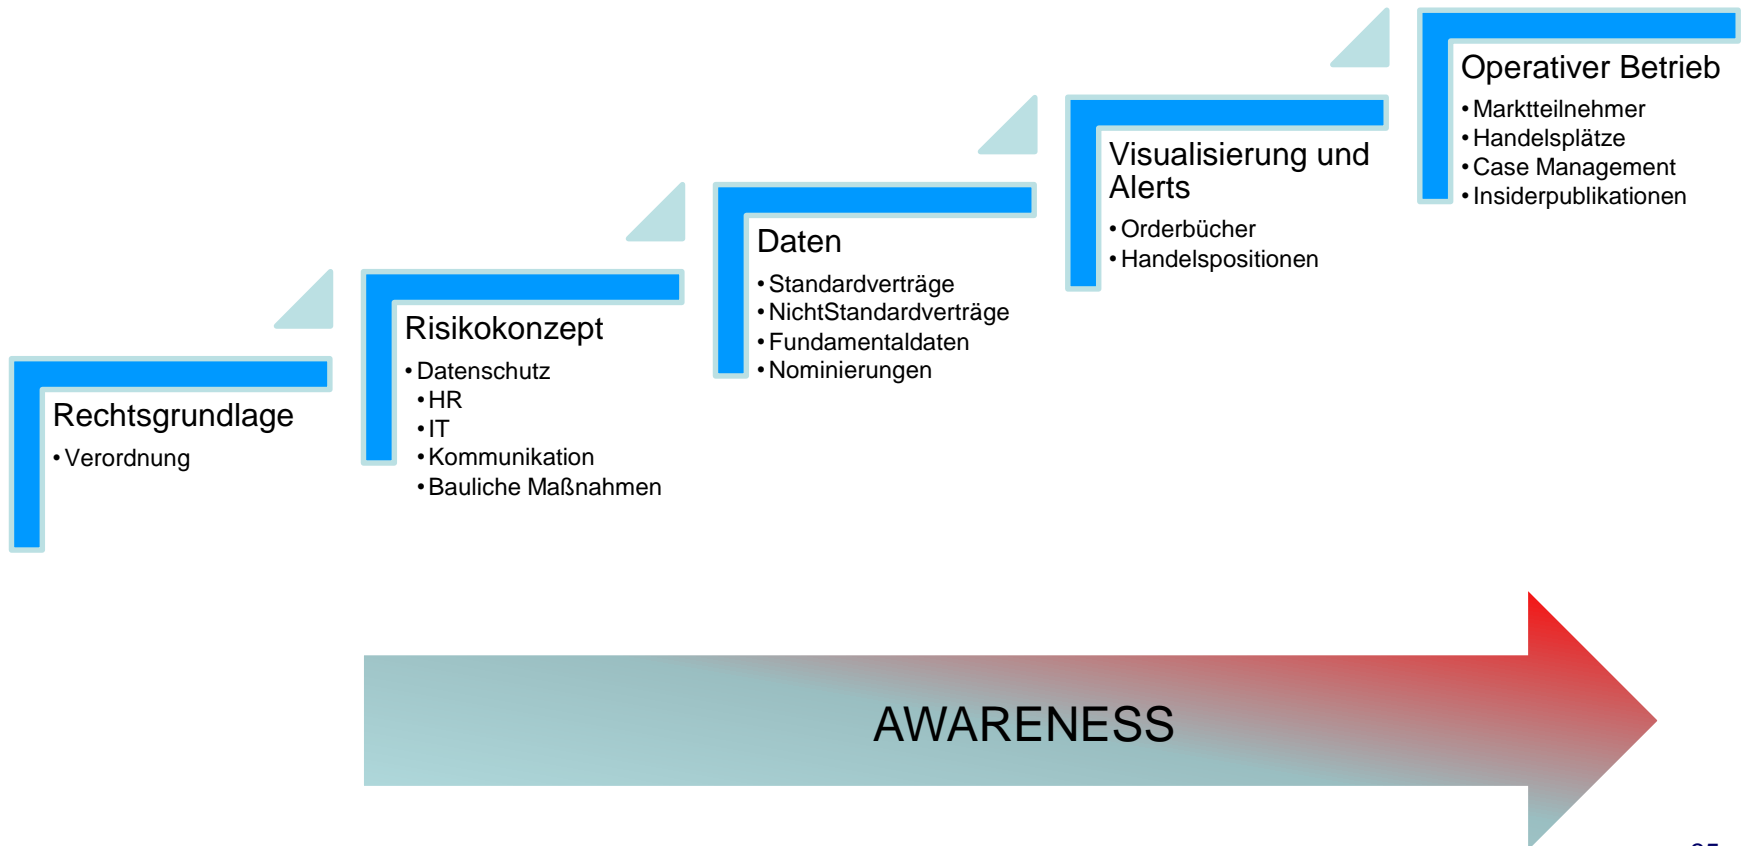 Rechtsgrundlage
• Verordnung
Risikokonzept
• Datenschutz
• HR
• IT
• Kommunikation
• Bauliche Maßnahmen
Daten
• Standardverträge
• NichtStandardverträge
• Fundamentaldaten
• Nominierungen
Visualisierung und
Alerts
• Orderbücher
• Handelspositionen
Operativer Betrieb
• Marktteilnehmer
• Handelsplätze
• Case Management
• Insiderpublikationen
AWARENESS